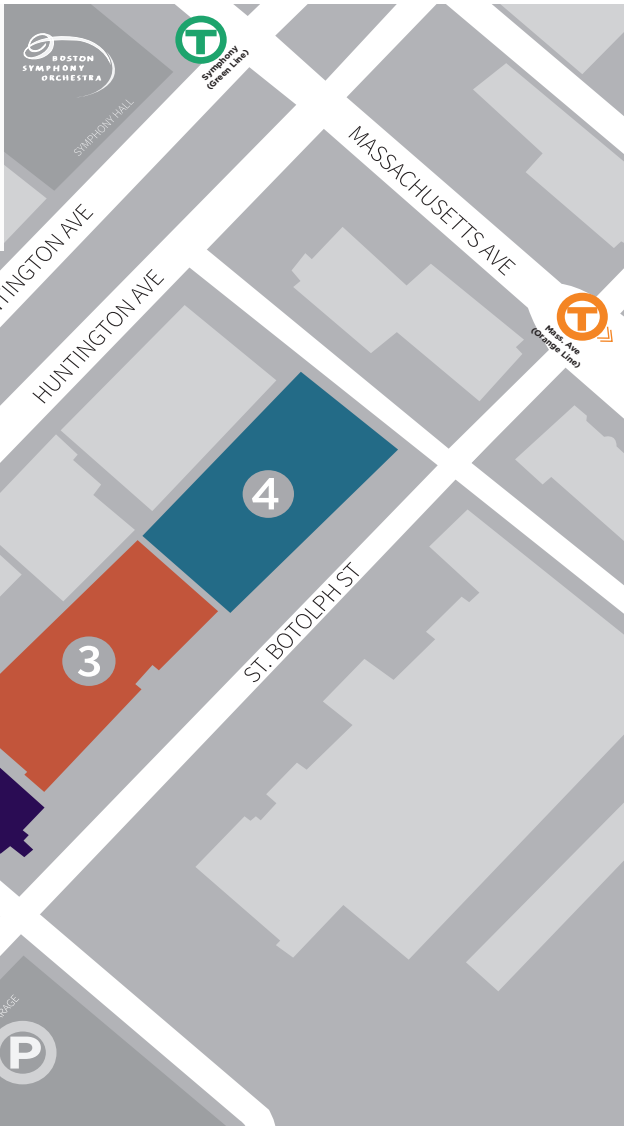 T
Symphony
(Green Line)
BOSTON
SYMPHONY
ORCHESTRA
SYMPHONY HALL
MASSACHUSETTS AVE
TINGTON AVE
HUNTINGTON AVE
T
Mass. Ave
(Orange Line)
4
ST. BOTOLPH ST
3
RAGE
P